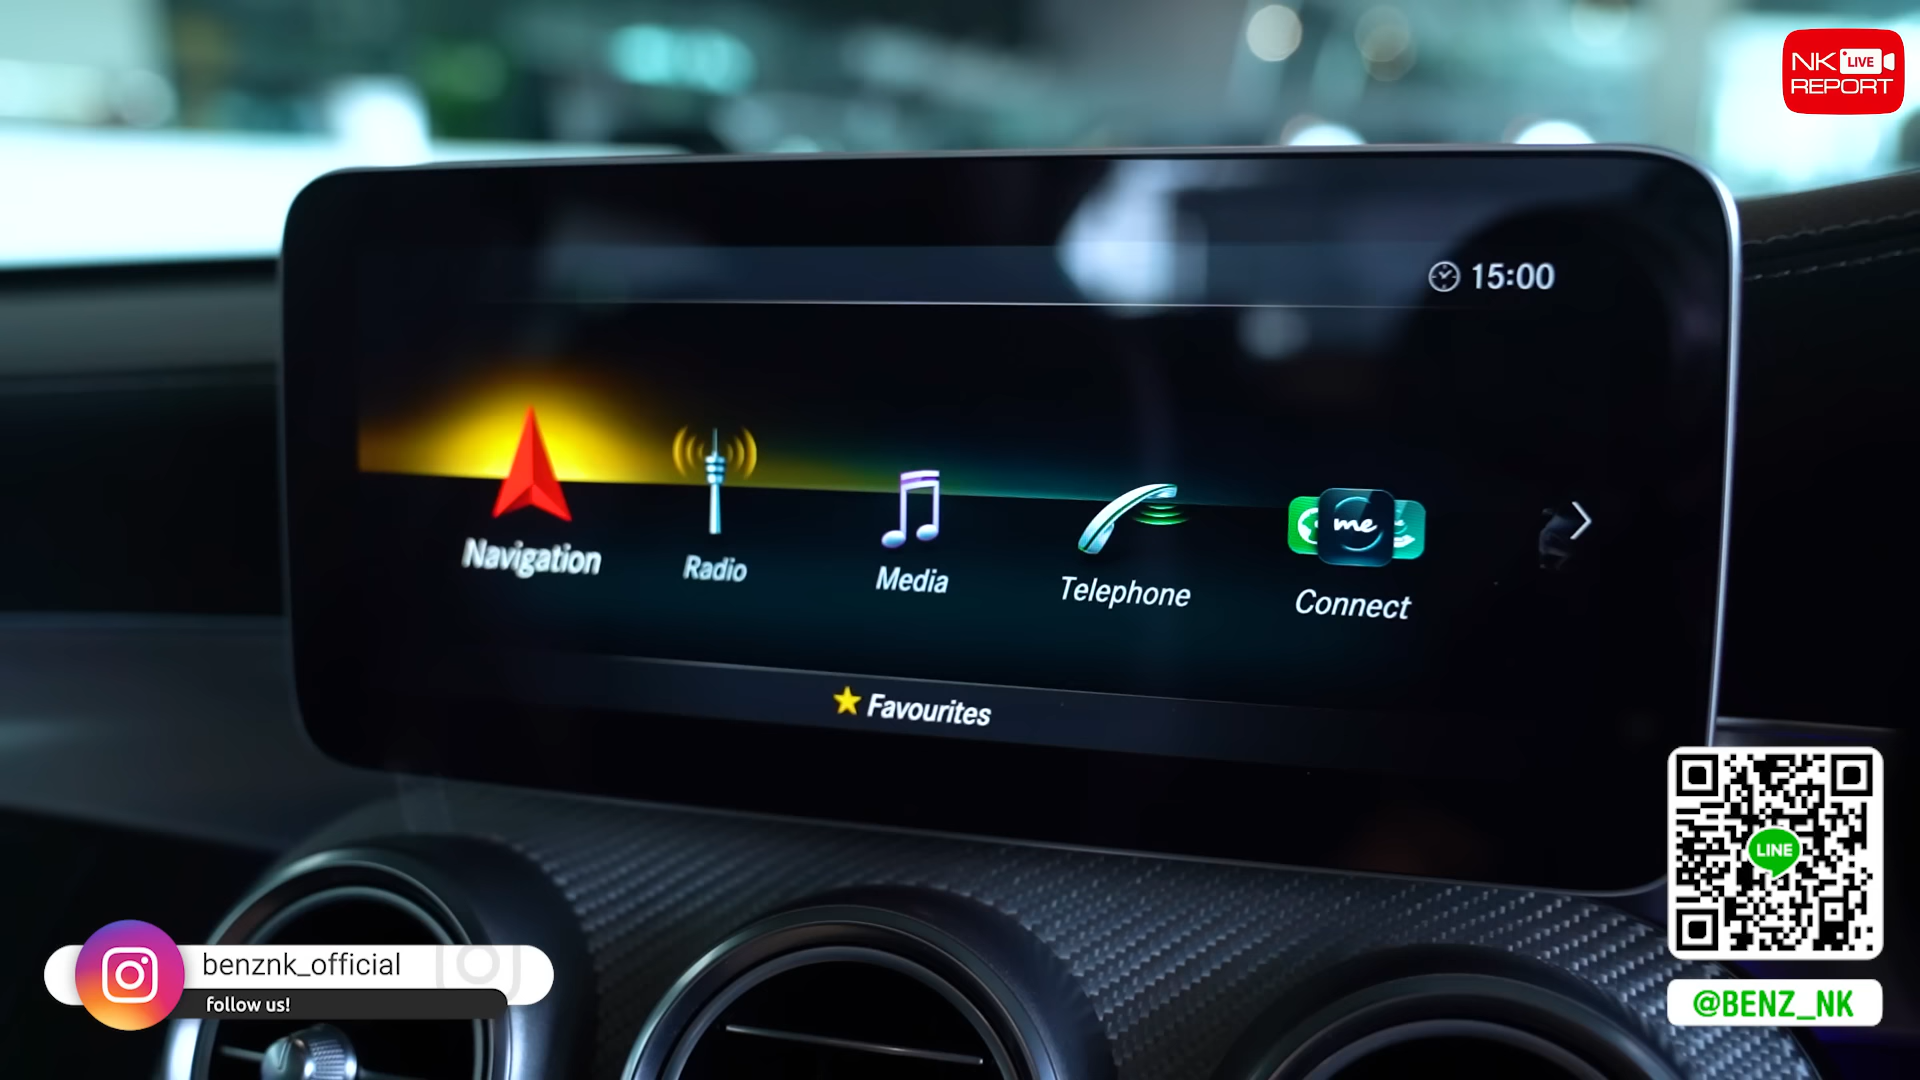 NK LIVE
REPORT
15:00
Navigation
Radio
Media
Telephone
me
Connect
Favourites
LINE
benznk_official
follow us!
@BENZ_NK